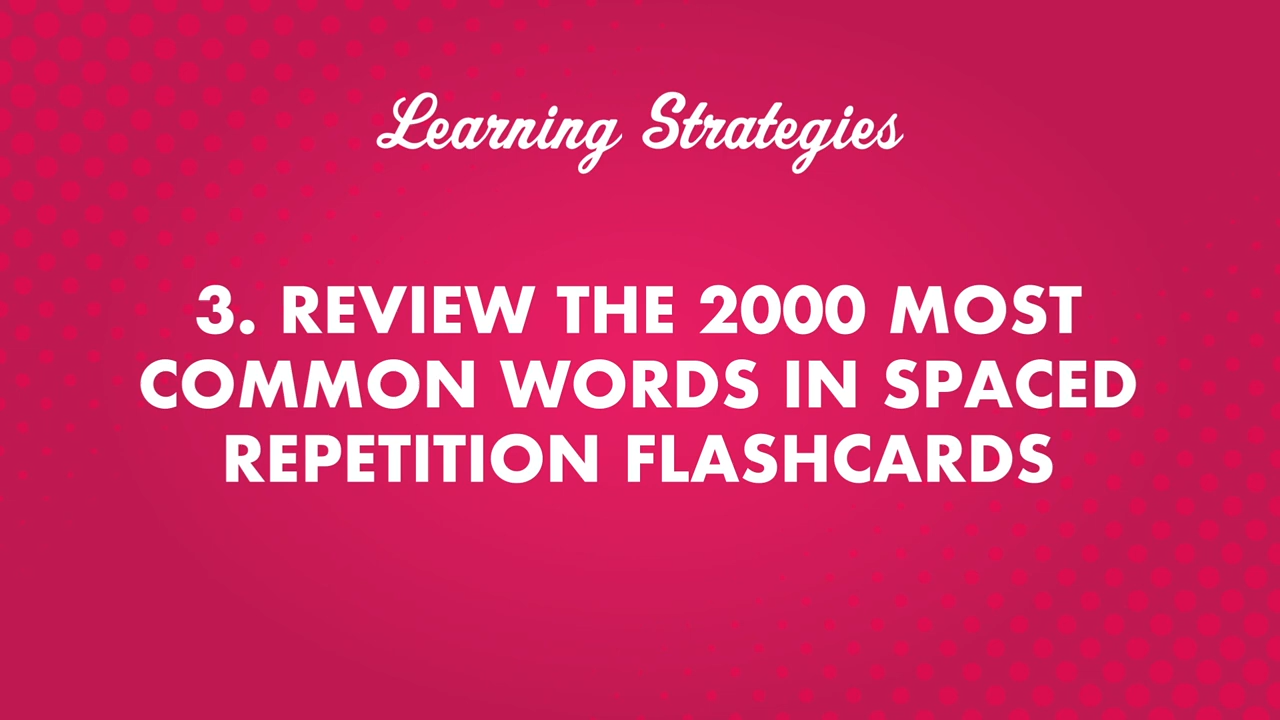 Learning Strategies
3. REVIEW THE 2000 MOST
COMMON WORDS IN SPACED
REPETITION FLASHCARDS